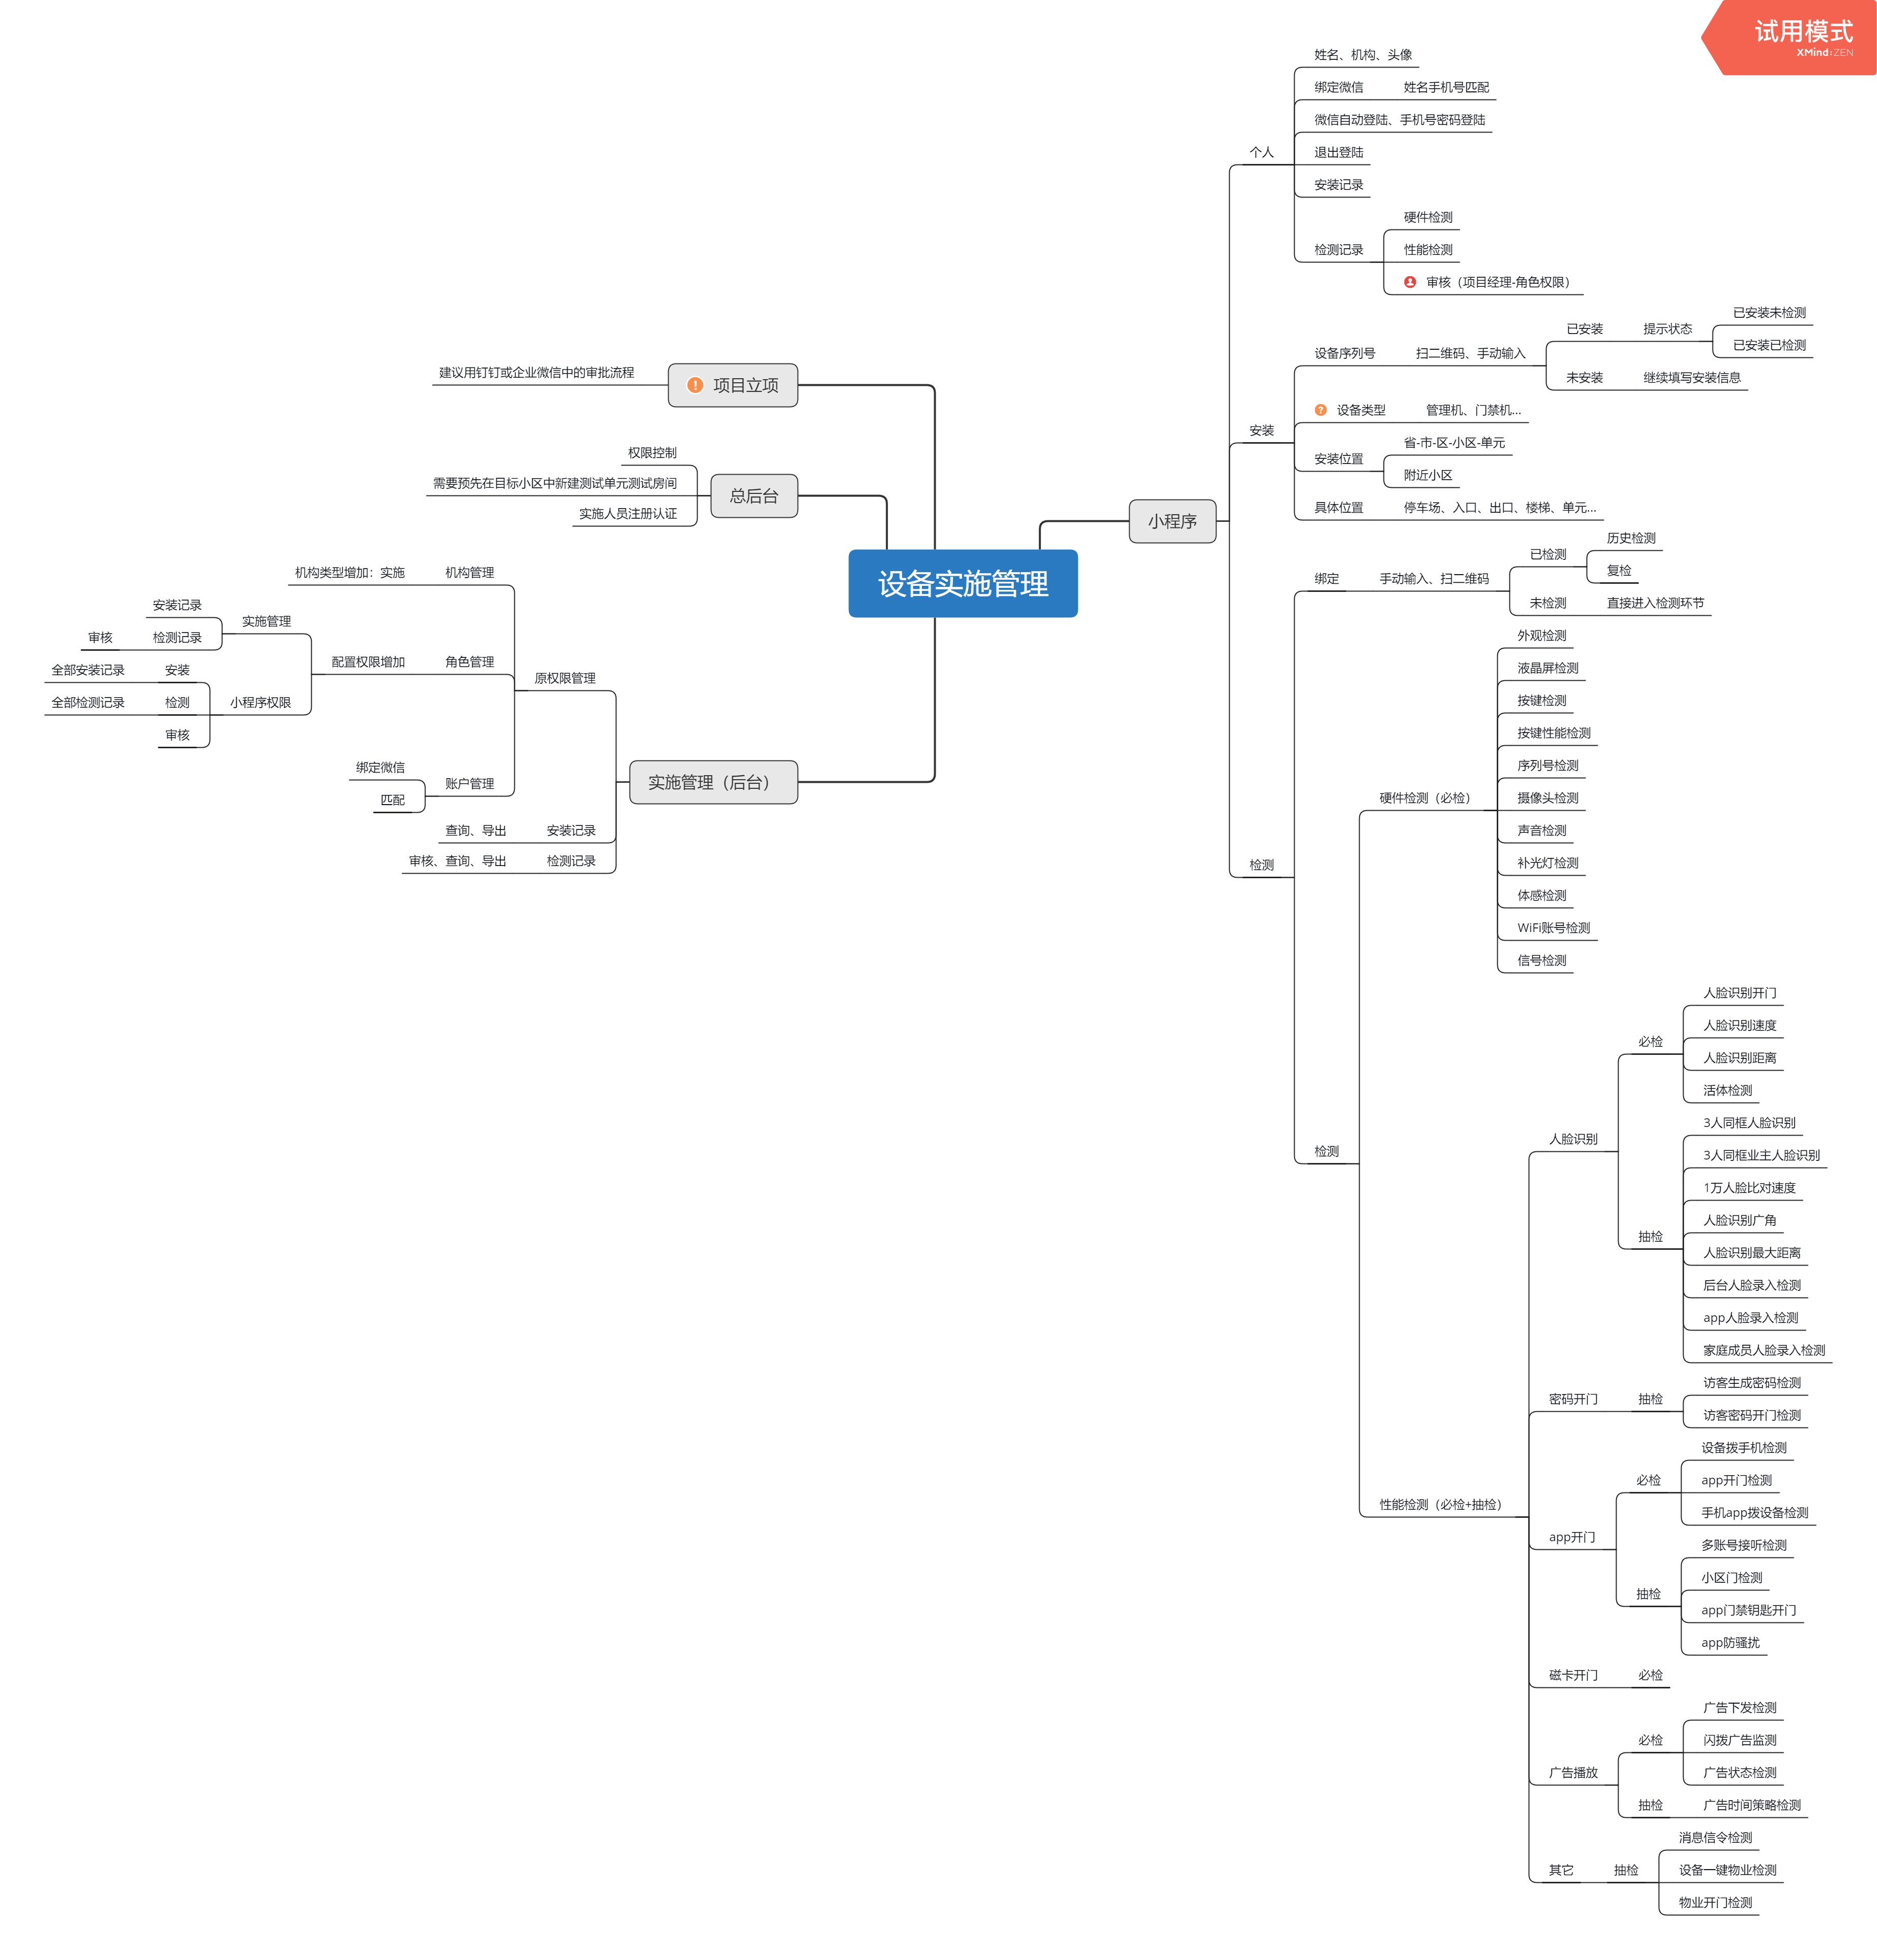 试用模式
XMind:ZEN
设备实施管理
小程序
个人
姓名、机构、头像
绑定微信
姓名手机号匹配
微信自动登陆、手机号密码登陆
退出登陆
安装记录
检测记录
硬件检测
性能检测
审核（项目经理-角色权限）
安装
设备序列号
扫二维码、手动输入
已安装
提示状态
已安装未检测
已安装已检测
未安装
继续填写安装信息
设备类型
管理机、门禁机...
安装位置
省-市-区-小区-单元
附近小区
具体位置
停车场、入口、出口、楼梯、单元...
检测
绑定
手动输入、扫二维码
已检测
历史检测
复检
未检测
直接进入检测环节
检测
硬件检测（必检）
外观检测
液晶屏检测
按键检测
按键性能检测
序列号检测
摄像头检测
声音检测
补光灯检测
体感检测
WiFi账号检测
信号检测
性能检测（必检+抽检）
人脸识别
必检
人脸识别开门
人脸识别速度
人脸识别距离
活体检测
抽检
3人同框人脸识别
3人同框业主人脸识别
1万人脸比对速度
人脸识别广角
人脸识别最大距离
后台人脸录入检测
app人脸录入检测
家庭成员人脸录入检测
密码开门
抽检
访客生成密码检测
访客密码开门检测
app开门
必检
设备拨手机检测
app开门检测
手机app拨设备检测
抽检
多账号接听检测
小区门检测
app门禁钥匙开门
app防骚扰
磁卡开门
必检
广告播放
必检
广告下发检测
闪拨广告监测
广告状态检测
抽检
广告时间策略检测
其它
抽检
消息信令检测
设备一键物业检测
物业开门检测
项目立项
建议用钉钉或企业微信中的审批流程
总后台
权限控制
需要预先在目标小区中新建测试单元测试房间
实施人员注册认证
实施管理（后台）
原权限管理
机构管理
机构类型增加：实施
角色管理
配置权限增加
实施管理
安装记录
检测记录
审核
小程序权限
安装
全部安装记录
检测
全部检测记录
审核
账户管理
绑定微信
匹配
安装记录
查询、导出
检测记录
审核、查询、导出